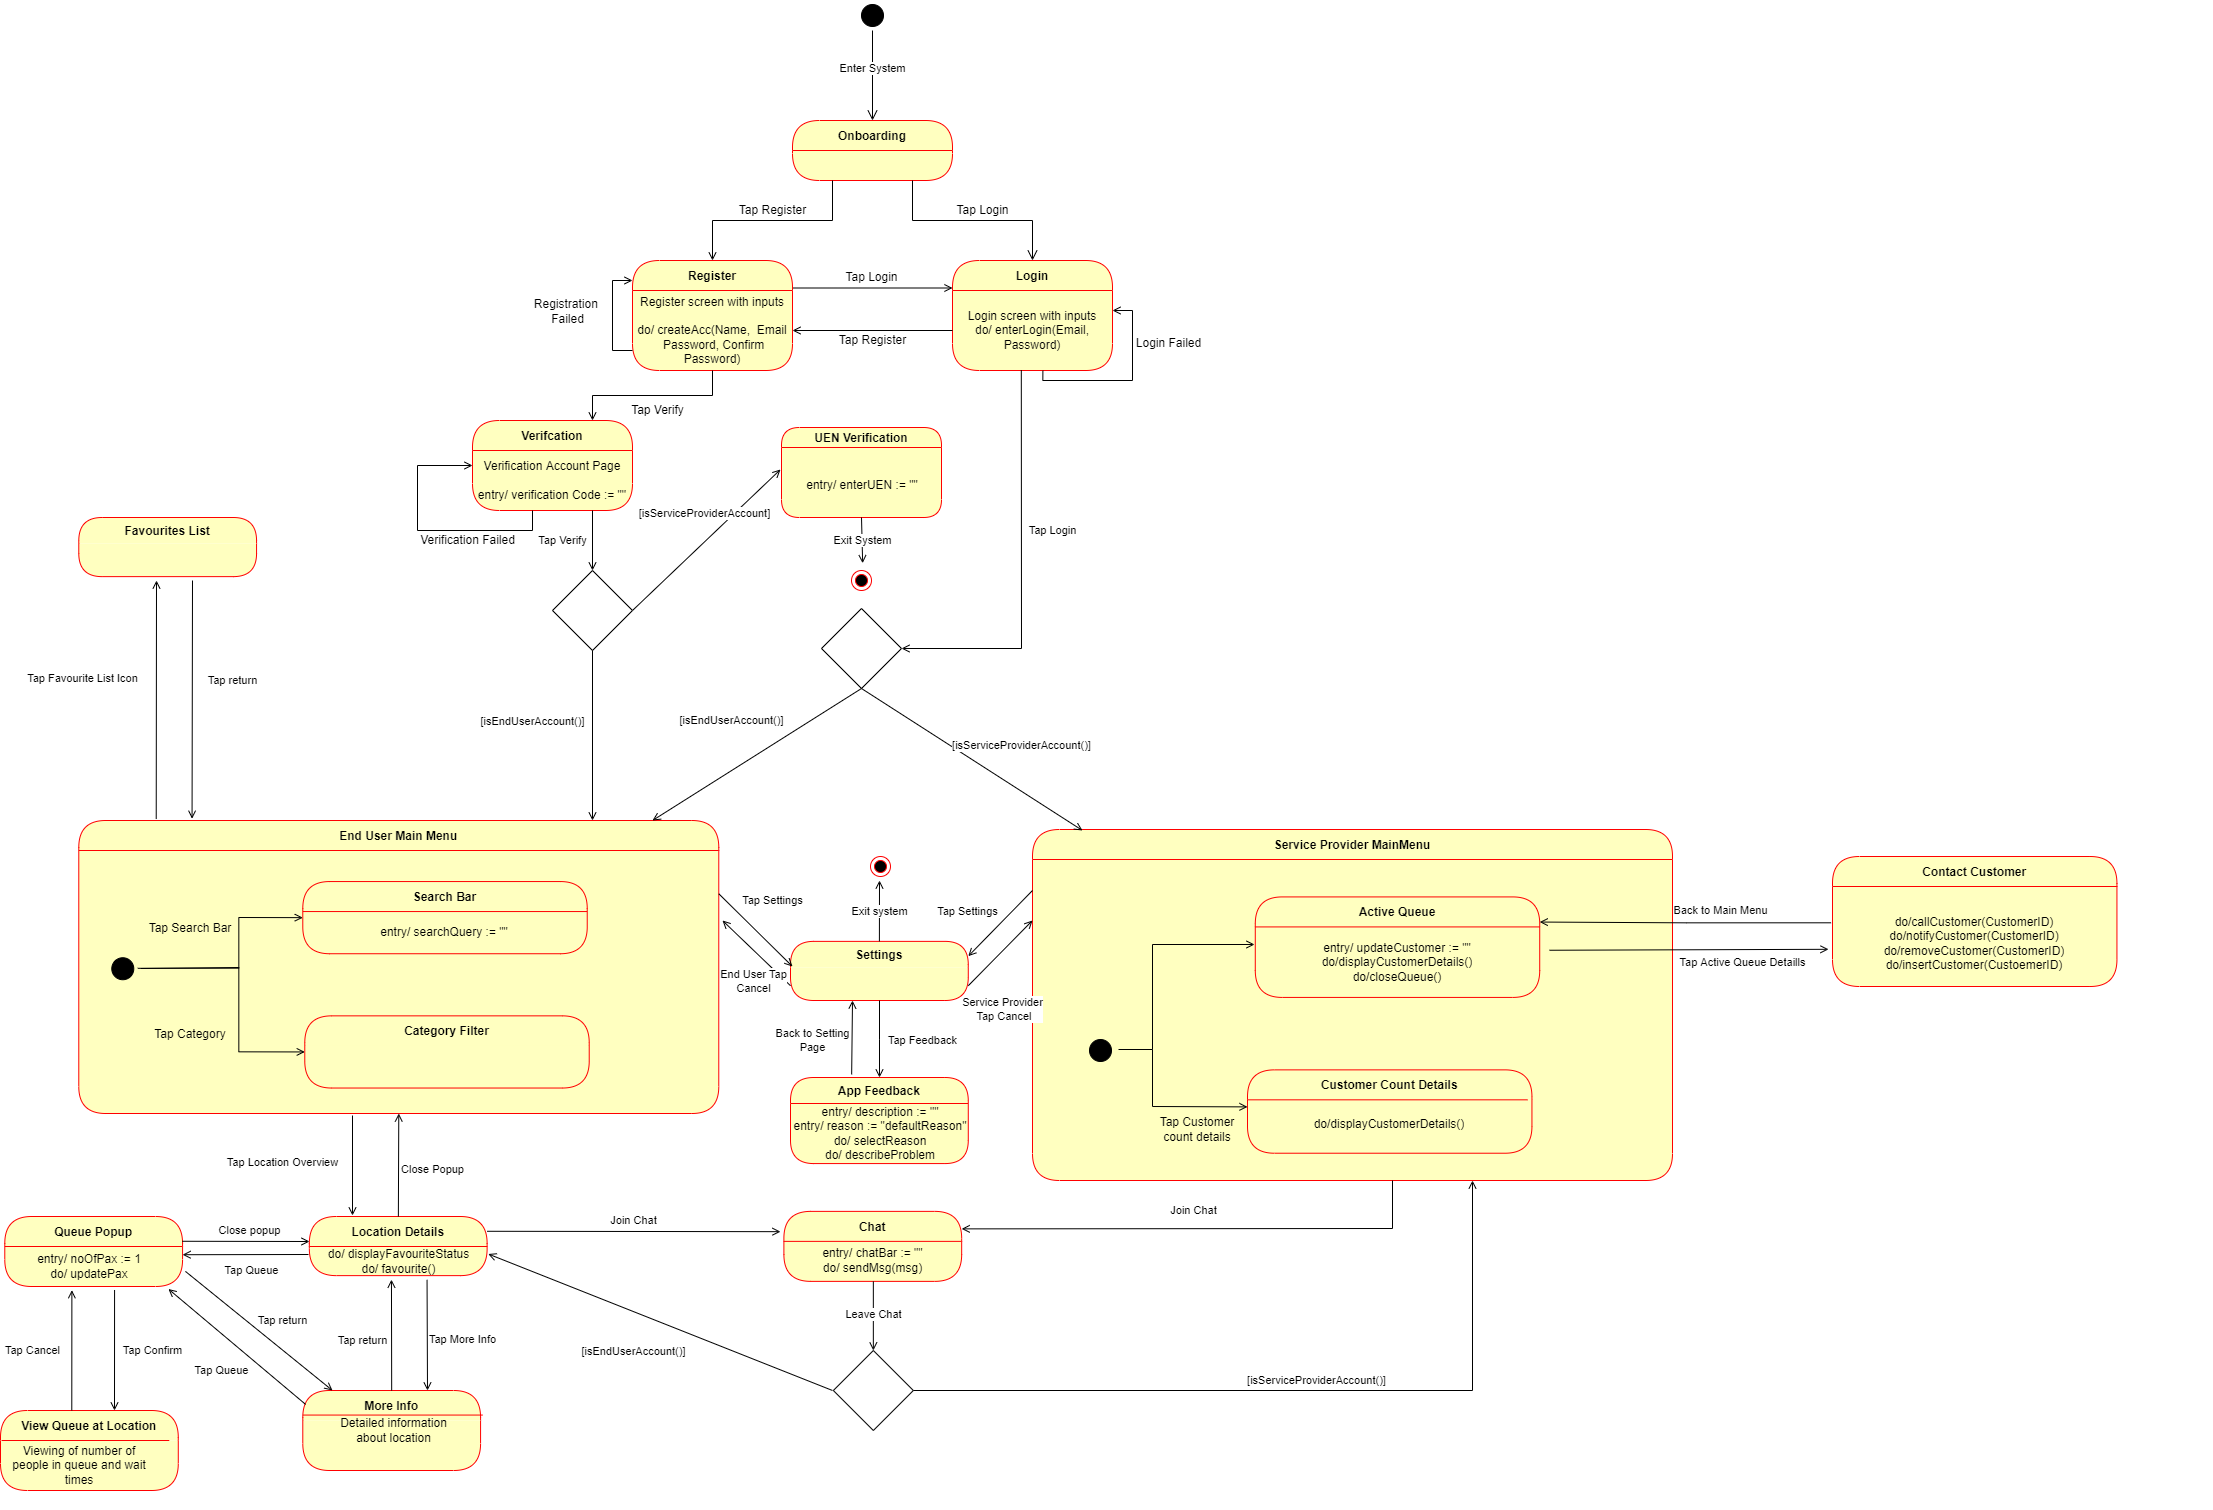 Enter System
Onboarding
Tap Register
Tap Login
Register
Register screen with inputs
do/ createAcc(Name,  Email
Password, Confirm
Password)
Registration
Failed
Tap Login
Tap Register
Login
Login screen with inputs
do/ enterLogin(Email,
Password)
Login Failed
Tap Verify
Verifcation
Verification Account Page
entry/ verification Code := ""
Verification Failed
Tap Verify
[isServiceProviderAccount]
UEN Verification
entry/ enterUEN := ""
Exit System
Tap Login
Favourites List
Tap Favourite List Icon
Tap return
[isEndUserAccount()]
[isEndUserAccount()]
[isServiceProviderAccount()]
End User Main Menu
Search Bar
entry/ searchQuery := ""
Tap Search Bar
Tap Category
Category Filter
Tap Settings
End User Tap
Cancel
Exit system
Settings
Tap Settings
Service Provider
Tap Cancel
Back to Setting
Page
Tap Feedback
App Feedback
entry/ description := ""
entry/ reason := "defaultReason"
do/ selectReason
do/ describeProblem
Service Provider MainMenu
Active Queue
entry/ updateCustomer := ""
do/displayCustomerDetails()
do/closeQueue()
Tap Customer
count details
Customer Count Details
do/displayCustomerDetails()
Back to Main Menu
Tap Active Queue Detaills
Contact Customer
do/callCustomer(CustomerID)
do/notifyCustomer(CustomerID)
do/removeCustomer(CustomerID)
do/insertCustomer(CustoemerID)
Tap Location Overview
Close Popup
Queue Popup
entry/ noOfPax := 1
do/ updatePax
Close popup
Tap Queue
Location Details
do/ displayFavouriteStatus
do/ favourite()
Join Chat
Chat
entry/ chatBar := ""
do/ sendMsg(msg)
Join Chat
Leave Chat
Tap return
Tap Queue
Tap return
Tap More Info
Tap Cancel
Tap Confirm
[isEndUserAccount()]
[isServiceProviderAccount()]
More Info
Detailed information
about location
View Queue at Location
Viewing of number of
people in queue and wait
times